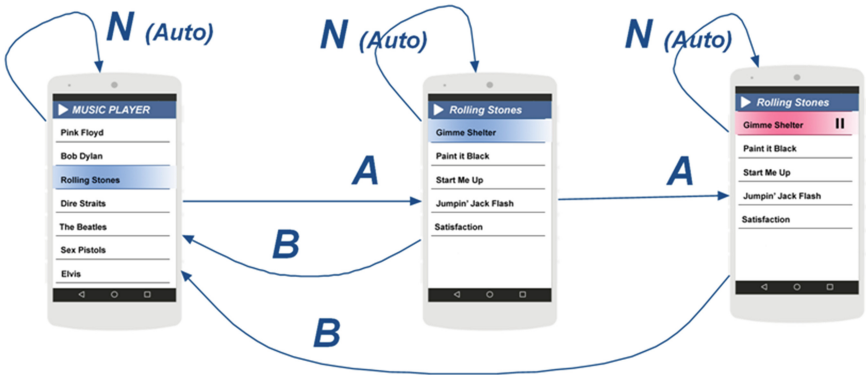 N (Auto)
N (Auto)
N (Auto)
MUSIC PLAYER
Pink Floyd
Bob Dylan
Rolling Stones
Dire Straits
The Beatles
Sex Pistols
Elvis
A
B
Rolling Stones
Gimme Shelter
Paint it Black
Start Me Up
Jumpin' Jack Flash
Satisfaction
A
B
Rolling Stones
Gimme Shelter
Paint it Black
Start Me Up
Jumpin' Jack Flash
Satisfaction